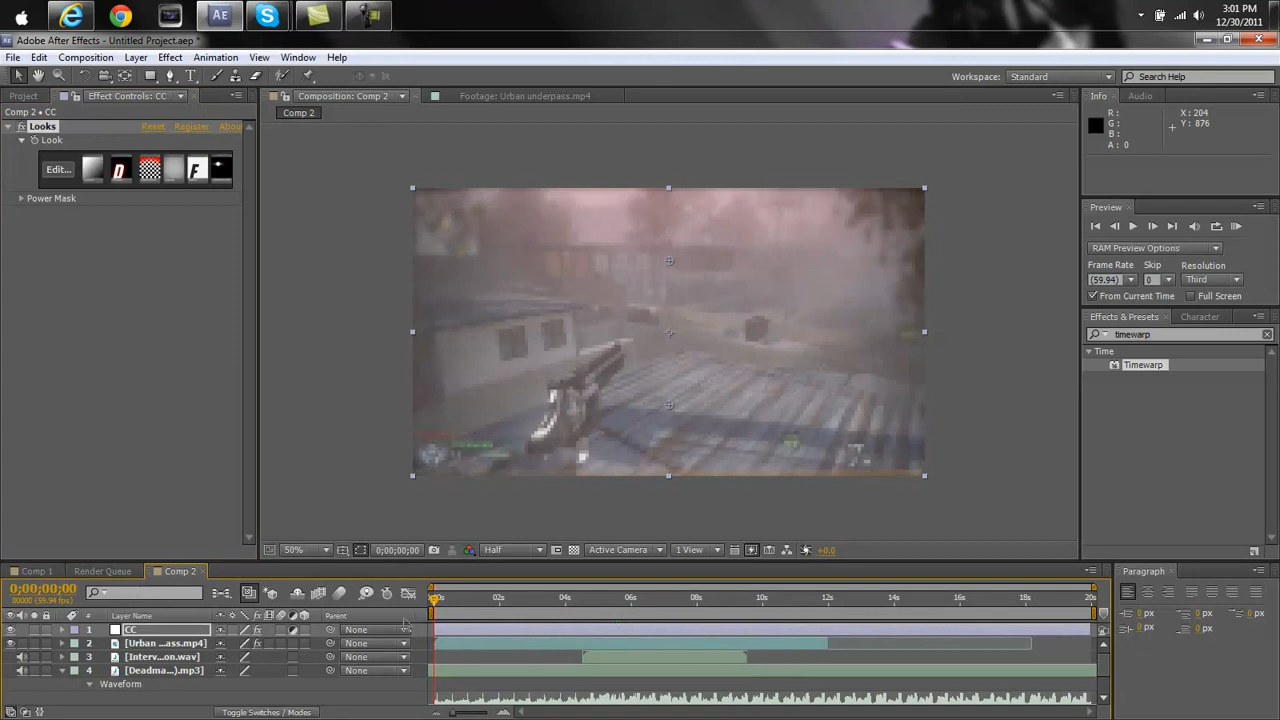 3:01 PM
12/30/2011
Adobe After Effects - Untitled Project.aep *
File Edit Composition Layer Effect Animation View Window Help
Workspace: Standard
Search Help
Project Effect Controls: CC
Comp 2 • CC
fx Looks Reset Register Abou
Look
Edit... D F
Power Mask
Composition: Comp 2
Footage: Urban underpass.mp4
Comp 2
Info Audio
R:
G:
B:
A: 0
X: 204
Y: 876
Preview
RAM Preview Options
Frame Rate Skip Resolution
(59.94) 0 Third
From Current Time Full Screen
Effects & Presets Character
timewarp
Time
Timewarp
50% 0;00;00;00 Half Active Camera 1 View +0.0
Comp 1 Render Queue Comp 2
0;00;00;00
00000 (59.94 fps)
# Layer Name Parent
02s 04s 06s 08s 10s 12s 14s 16s 18s 20s
1 CC None
2 [Urban ...ass.mp4] None
3 [Interv...on.wav] None
4 [Deadma...).mp3] None
Waveform
Toggle Switches / Modes
Paragraph
0 px 0 px
0 px
0 px 0 px